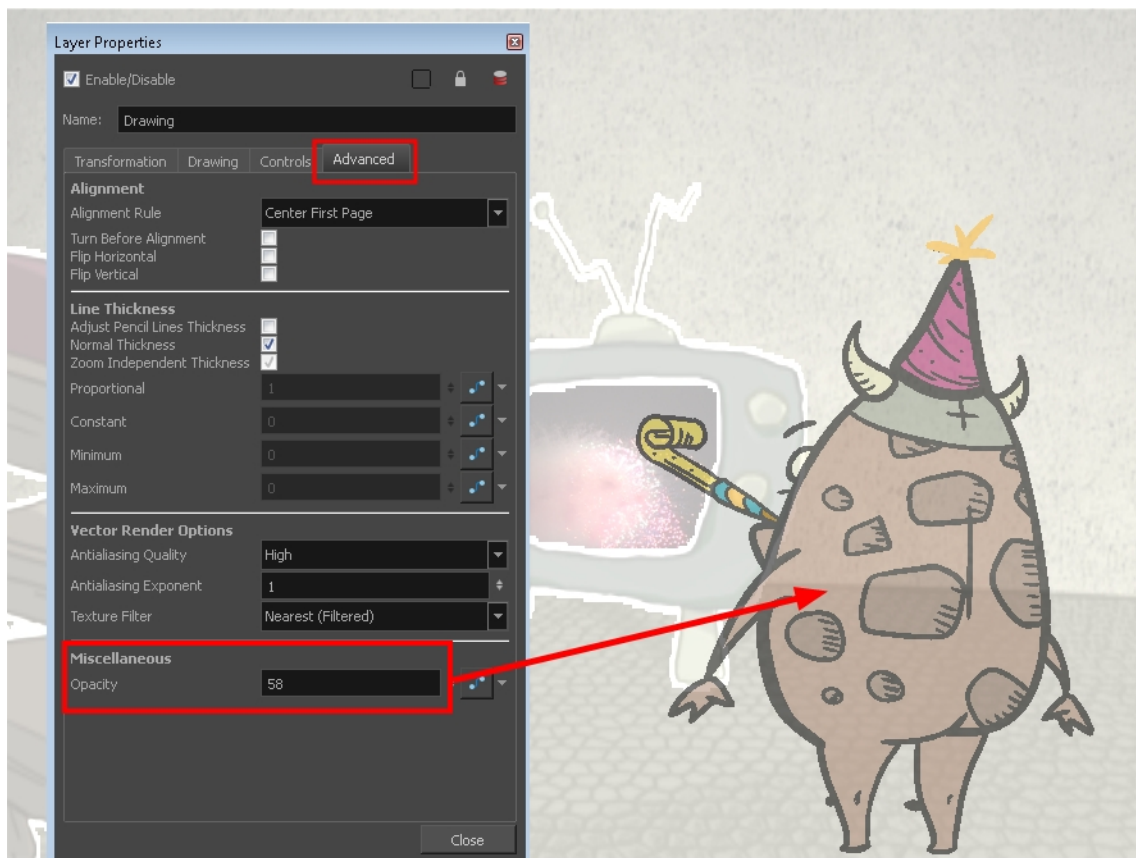 Layer Properties
Enable/Disable
Name: Drawing
Transformation Drawing Controls Advanced
Alignment
Alignment Rule Center First Page
Turn Before Alignment
Flip Horizontal
Flip Vertical
Line Thickness
Adjust Pencil Lines Thickness
Normal Thickness
Zoom Independent Thickness
Proportional 1
Constant 0
Minimum 0
Maximum 0
Vector Render Options
Antialiasing Quality High
Antialiasing Exponent 1
Texture Filter Nearest (Filtered)
Miscellaneous
Opacity 58
Close